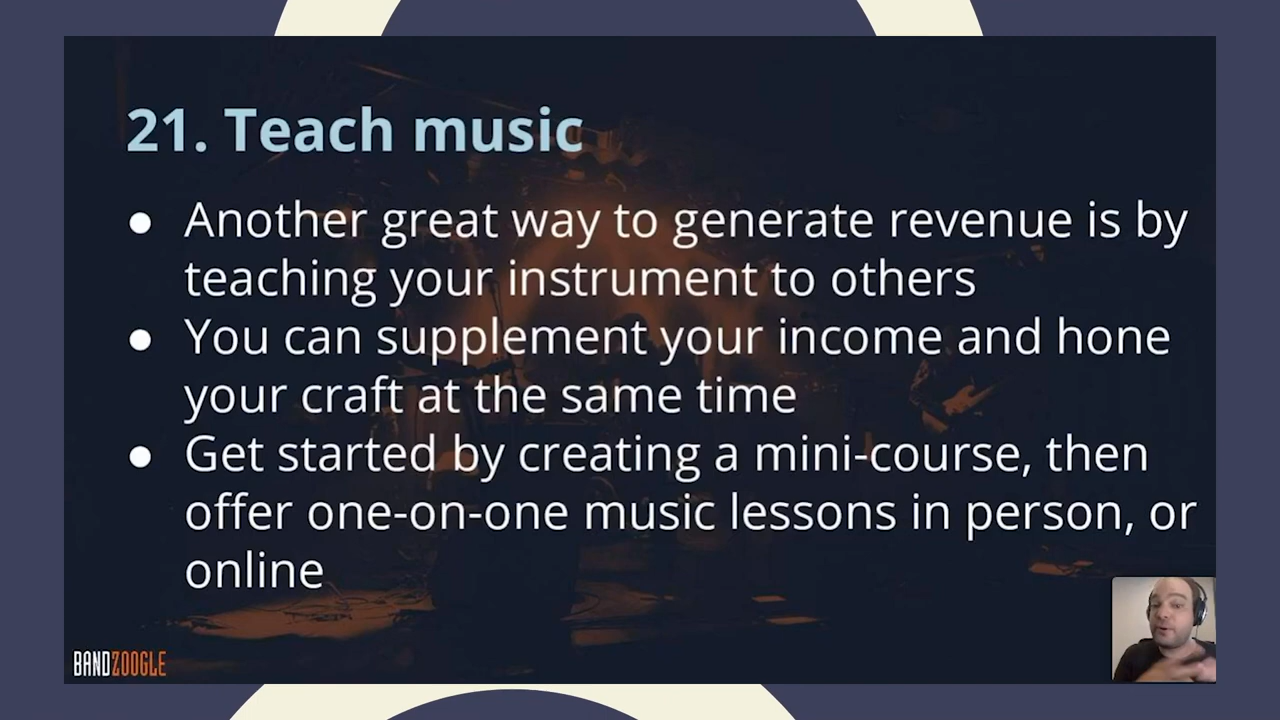 21. Teach music
● Another great way to generate revenue is by
teaching your instrument to others
● You can supplement your income and hone
your craft at the same time
● Get started by creating a mini-course, then
offer one-on-one music lessons in person, or
online
BANDZOOGLE